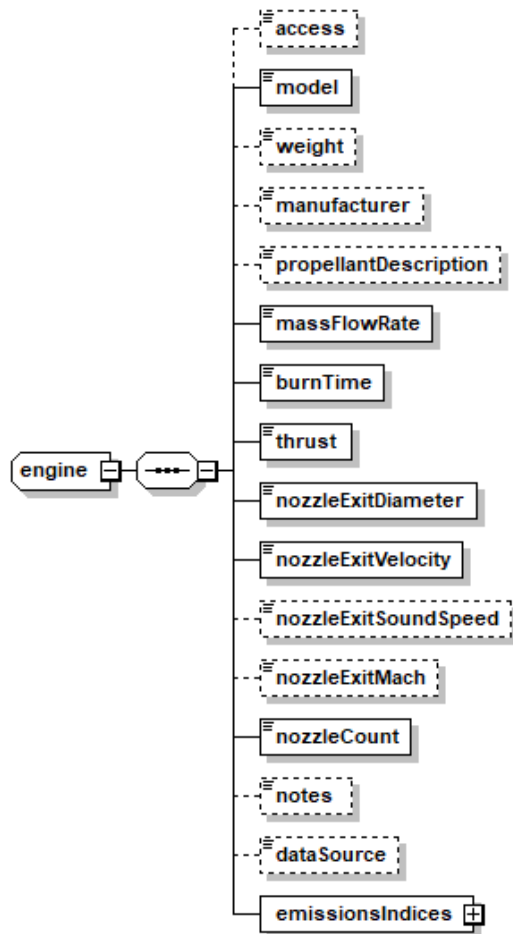 access
model
weight
manufacturer
propellantDescription
massFlowRate
burnTime
thrust
engine
nozzleExitDiameter
nozzleExitVelocity
nozzleExitSoundSpeed
nozzleExitMach
nozzleCount
notes
dataSource
emissionsIndices